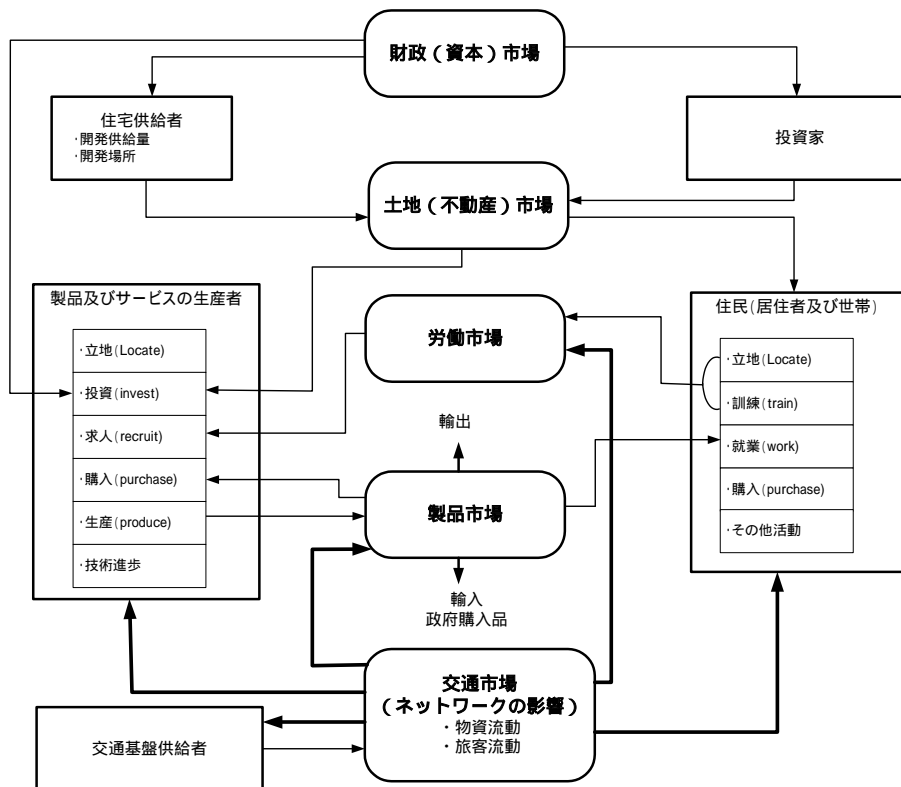 財政（資本）市場
住宅供給者
・開発供給量
・開発場所
投資家
土地（不動産）市場
製品及びサービスの生産者
・立地(Locate)
・投資(invest)
・求人(recruit)
・購入(purchase)
・生産(produce)
・技術進歩
労働市場
輸出
製品市場
輸入
政府購入品
住民(居住者及び世帯)
・立地(Locate)
・訓練(train)
・就業(work)
・購入(purchase)
・その他活動
交通市場
（ネットワークの影響）
・物資流動
・旅客流動
交通基盤供給者